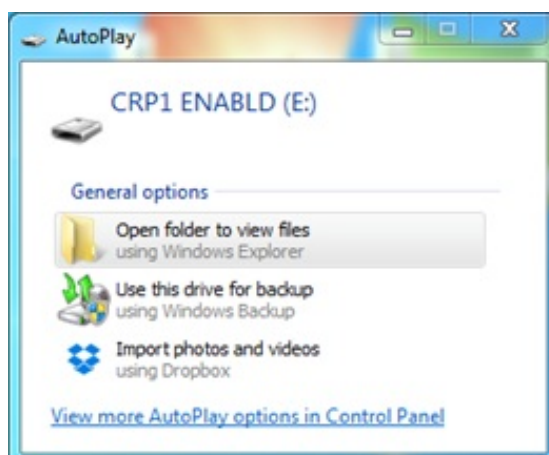 AutoPlay
CRP1 ENABLD (E:)
General options
Open folder to view files
using Windows Explorer
Use this drive for backup
using Windows Backup
Import photos and videos
using Dropbox
View more AutoPlay options in Control Panel